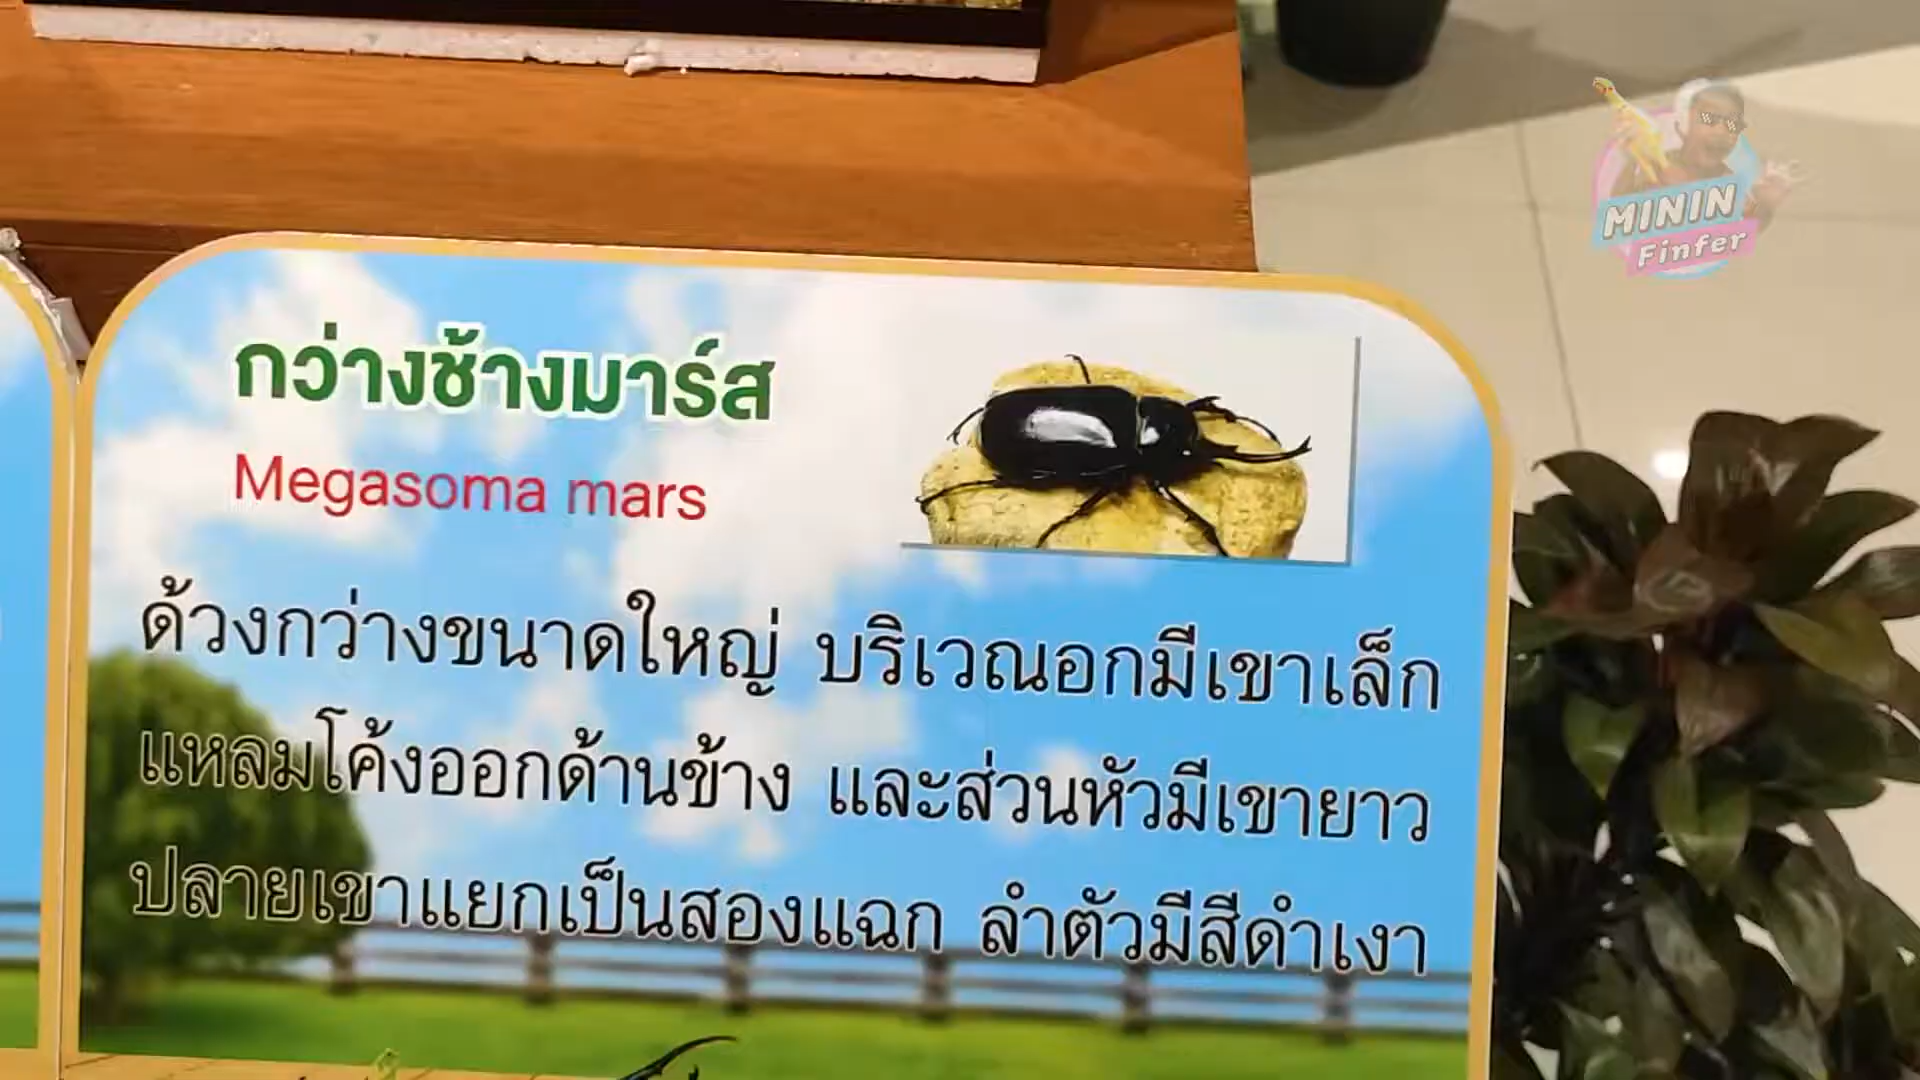 MININ
Finfer
กว่างช้างมาร์ส
Megasoma mars
ด้วงกว่างขนาดใหญ่ บริเวณอกมีเขาเล็ก
แหลมโค้งออกด้านข้าง และส่วนหัวมีเขายาว
ปลายเขาแยกเป็นสองแฉก ลำตัวมีสีดำเงา